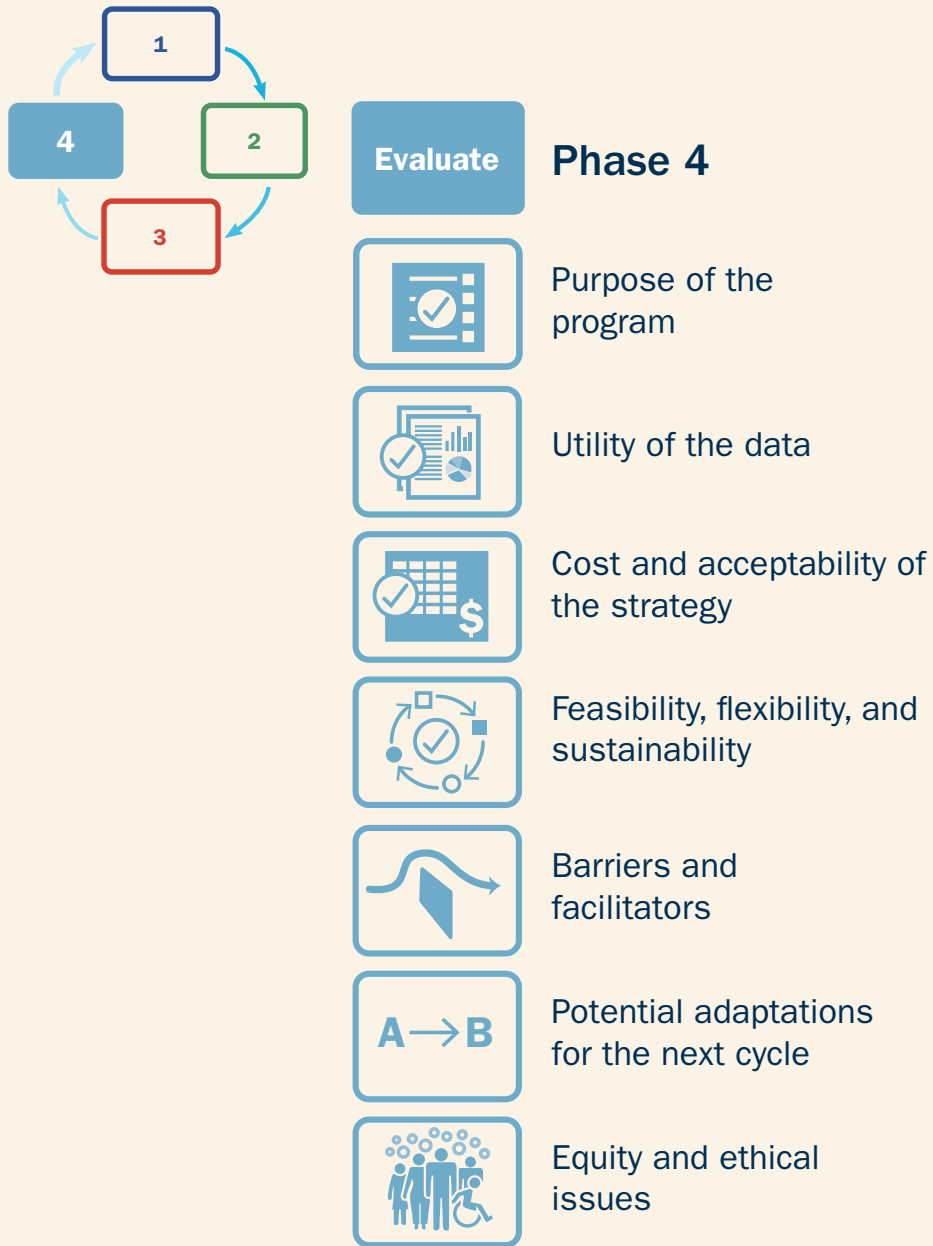 1
4
2
3
Evaluate
Phase 4
Purpose of the
program
Utility of the data
$
Cost and acceptability of
the strategy
Feasibility, flexibility, and
sustainability
Barriers and
facilitators
A → B
Potential adaptations
for the next cycle
Equity and ethical
issues